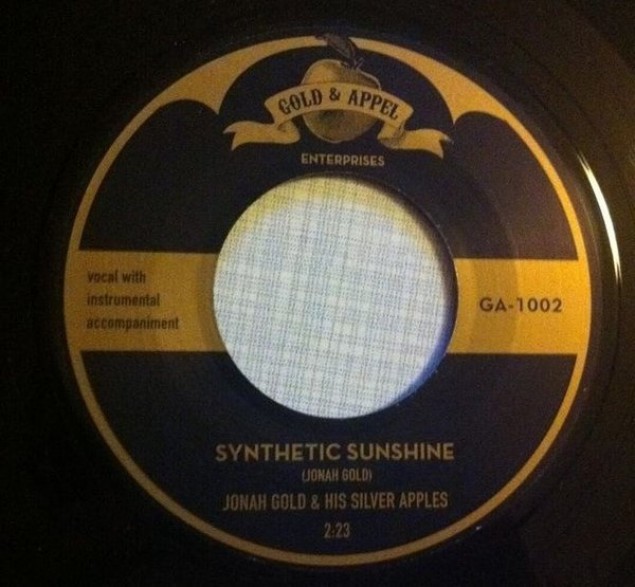 GOLD & APPEL
ENTERPRISES
vocal with
instrumental
accompaniment
GA-1002
SYNTHETIC SUNSHINE
(JONAH GOLD)
JONAH GOLD & HIS SILVER APPLES
2:23